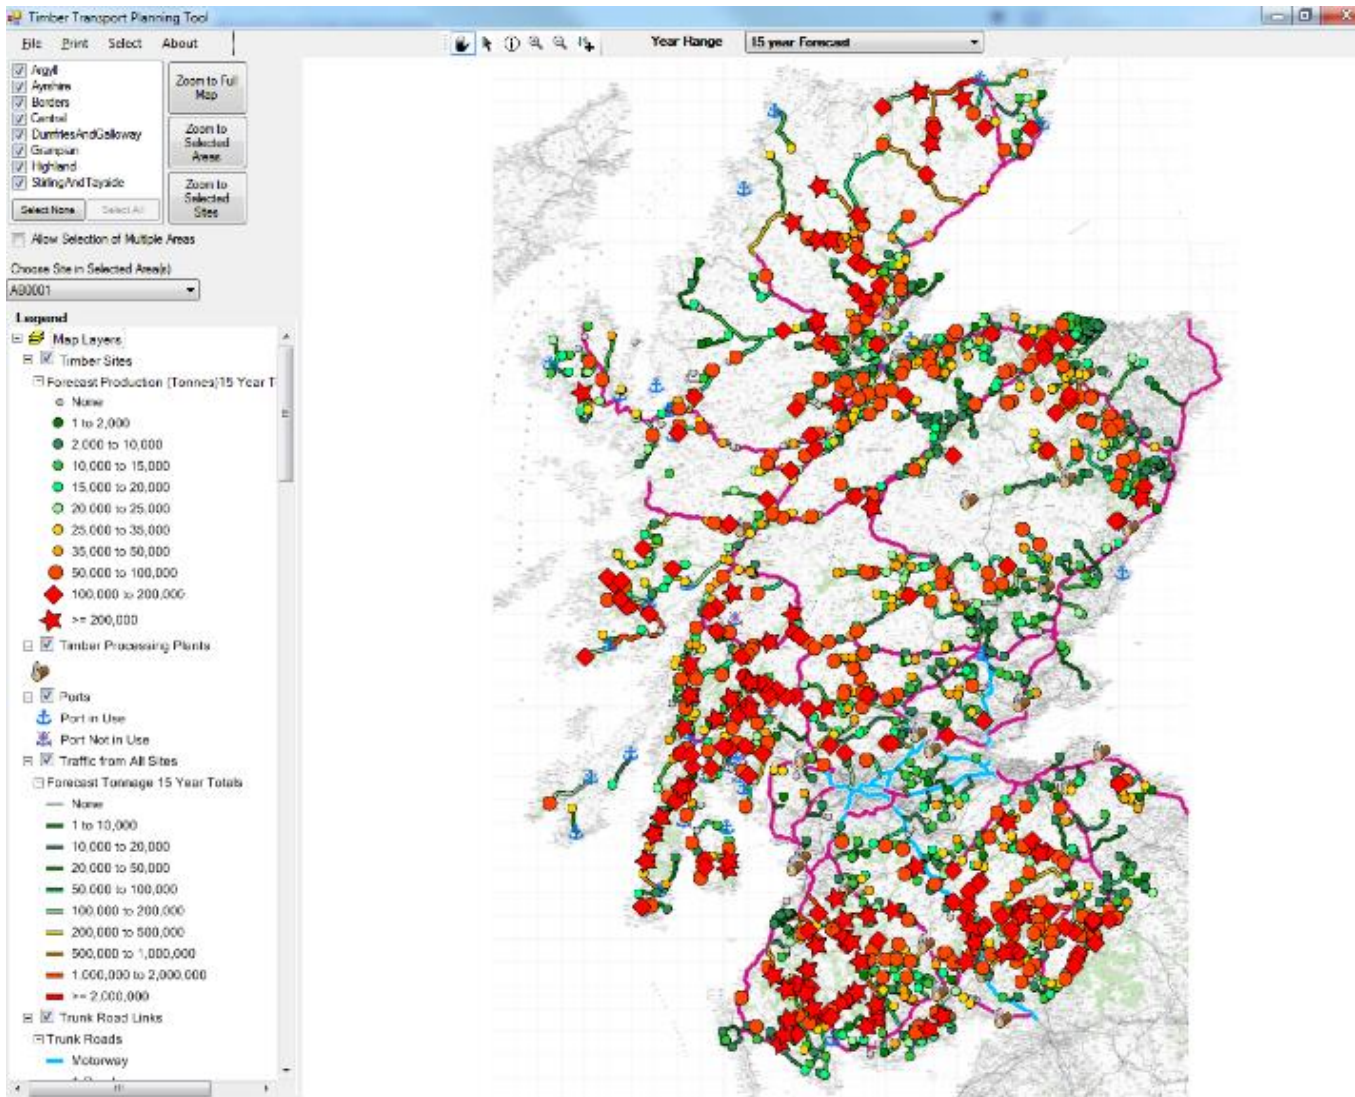 Timber Transport Planning Tool
File Print Select About
Year Range 15 year Forecast
Argyll
Ayrshire
Borders
Central
DumfriesAndGalloway
Grampian
Highland
StirlingAndTayside
Zoom to Full Map
Zoom to Selected Areas
Zoom to Selected Sites
Select None Select All
Allow Selection of Multiple Areas
Choose Site in Selected Area(s)
AB0001
Legend
Map Layers
Timber Sites
Forecast Production (Tonnes)15 Year T
None
1 to 2,000
2,000 to 10,000
10,000 to 15,000
15,000 to 20,000
20,000 to 25,000
25,000 to 35,000
35,000 to 50,000
50,000 to 100,000
100,000 to 200,000
>= 200,000
Timber Processing Plants
Ports
Port in Use
Port Not in Use
Traffic from All Sites
Forecast Tonnage 15 Year Totals
None
1 to 10,000
10,000 to 20,000
20,000 to 50,000
50,000 to 100,000
100,000 to 200,000
200,000 to 500,000
500,000 to 1,000,000
1,000,000 to 2,000,000
>= 2,000,000
Trunk Road Links
Trunk Roads
Motorway